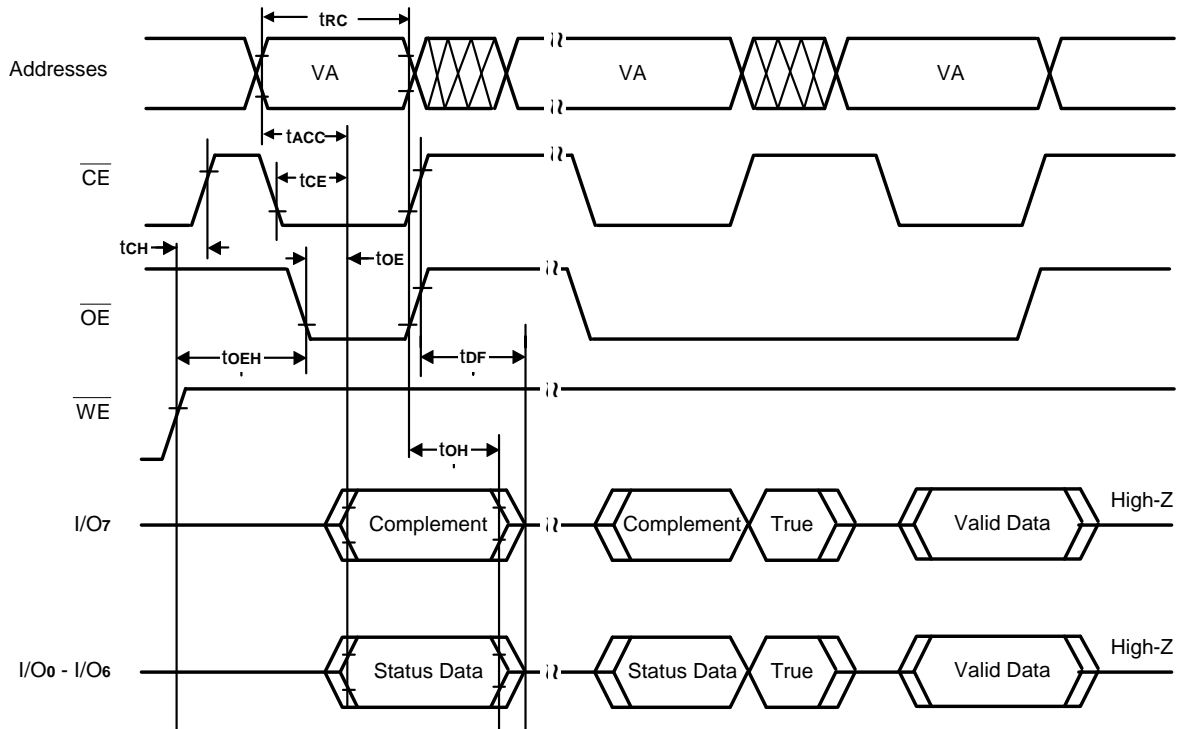 tRC
Addresses VA VA VA
tACC
CE
tCE
tCH
tOE
OE
tOEH tDF
WE
tOH
I/O7 Complement Complement True Valid Data High-Z
I/O0 - I/O6 Status Data Status Data True Valid Data High-Z